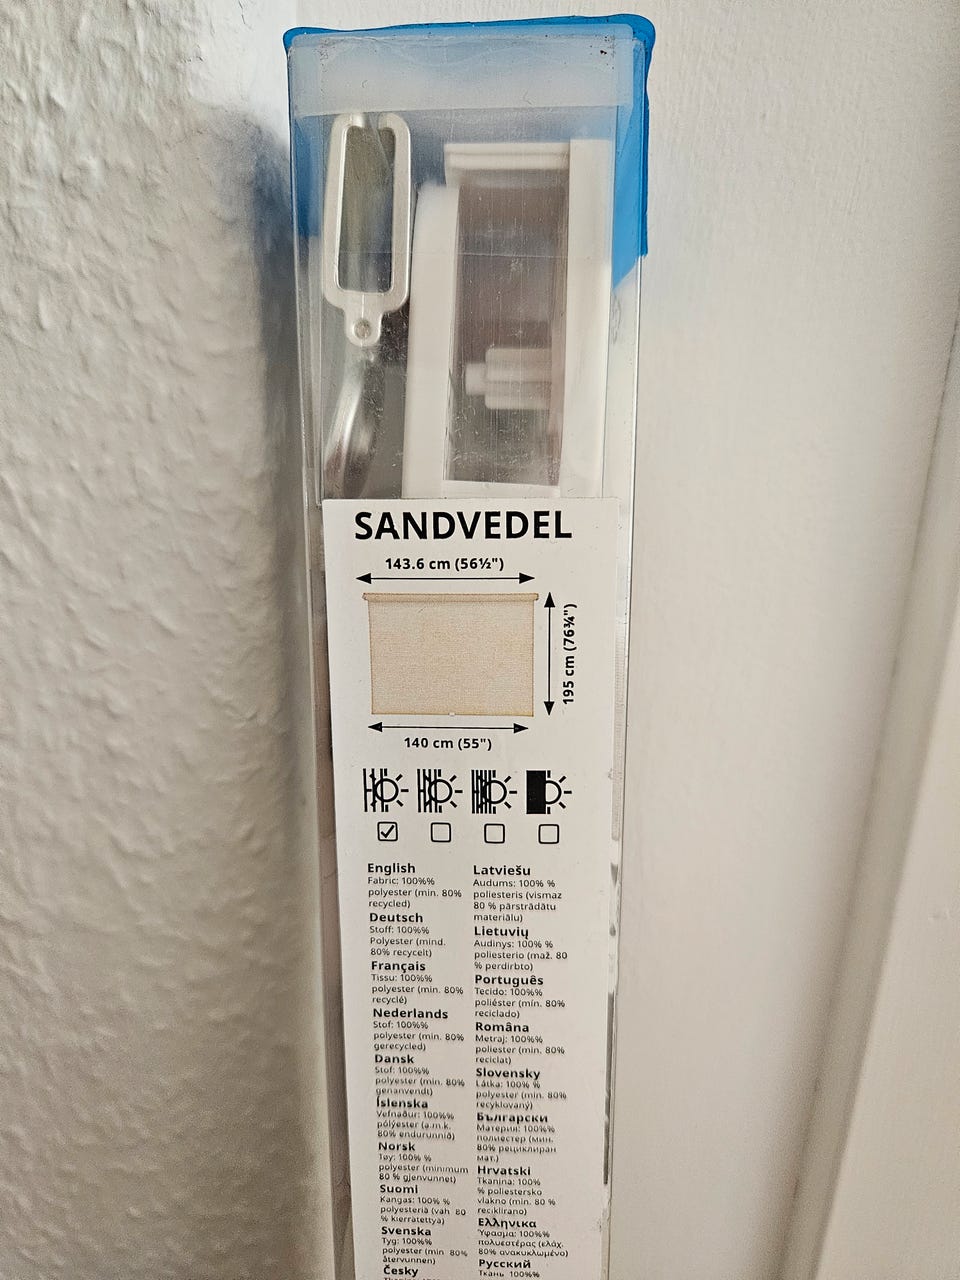 SANDVEDEL
143.6 cm (56½")
195 cm (76¾")
140 cm (55")
English
Fabric: 100%%
polyester (min. 80%
recycled)
Deutsch
Stoff: 100%%
Polyester (mind.
80% recycelt)
Français
Tissu: 100%%
polyester (min. 80%
recyclé)
Nederlands
Stof: 100%%
polyester (min. 80%
gerecycled)
Dansk
Stof: 100%%
polyester (min. 80%
genanvendt)
Íslenska
Vefnaður: 100%%
pólýester (a.m.k.
80% endurunnið)
Norsk
Tøy: 100% %
polyester (minimum
80 % gjenvunnet)
Suomi
Kangas: 100% %
polyesteriä (väh 80
% kierrätettyä)
Svenska
Tyg: 100%%
polyester (min 80%
återvunnen)
Česky
Latviešu
Audums: 100% %
poliesteris (vismaz
80 % pārstrādātu
materiālu)
Lietuvių
Audinys: 100% %
poliesterio (maž. 80
% perdirbto)
Português
Tecido: 100%%
poliéster (mín. 80%
reciclado)
Româna
Metraj: 100%%
poliester (min. 80%
reciclat)
Slovensky
Látka: 100% %
polyester (min. 80%
recyklovaný)
Български
Материя: 100%%
полиестер (мин.
80% рециклиран
мат.)
Hrvatski
Tkanina: 100%
% poliestersko
vlakno (min. 80 %
reciklirano)
Ελληνικα
Ύφασμα: 100%%
πολυεστέρας (ελάχ.
80% ανακυκλωμένο)
Русский
Ткань 100%%